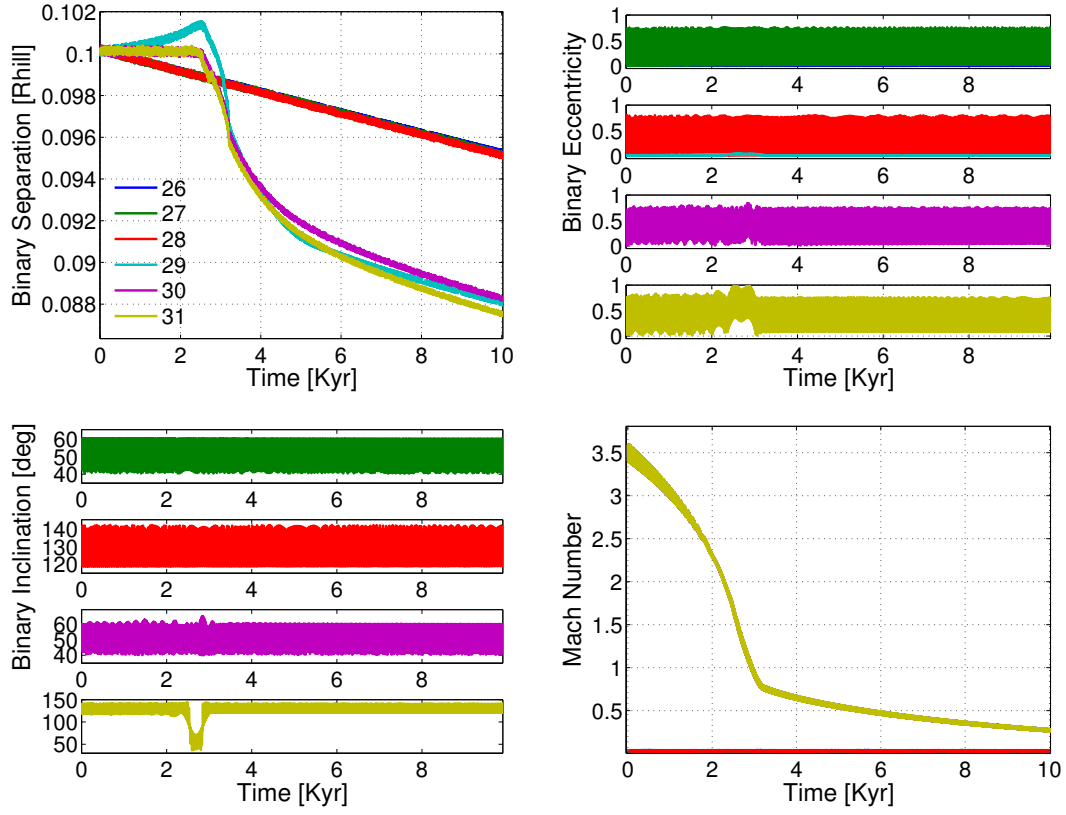 Binary Separation [Rhill]
0.102
0.1
0.098
0.096
0.094
0.092
0.09
0.088
26
27
28
29
30
31
0 2 4 6 8 10
Time [Kyr]
Binary Eccentricity
1
0.5
0
0 2 4 6 8
1
0.5
0
0 2 4 6 8
1
0.5
0
0 2 4 6 8
1
0.5
0
0 2 4 6 8
Time [Kyr]
Binary Inclination [deg]
60
50
40
0 2 4 6 8
140
130
120
0 2 4 6 8
60
50
40
0 2 4 6 8
150
100
50
0 2 4 6 8
Time [Kyr]
Mach Number
3.5
3
2.5
2
1.5
1
0.5
0 2 4 6 8 10
Time [Kyr]